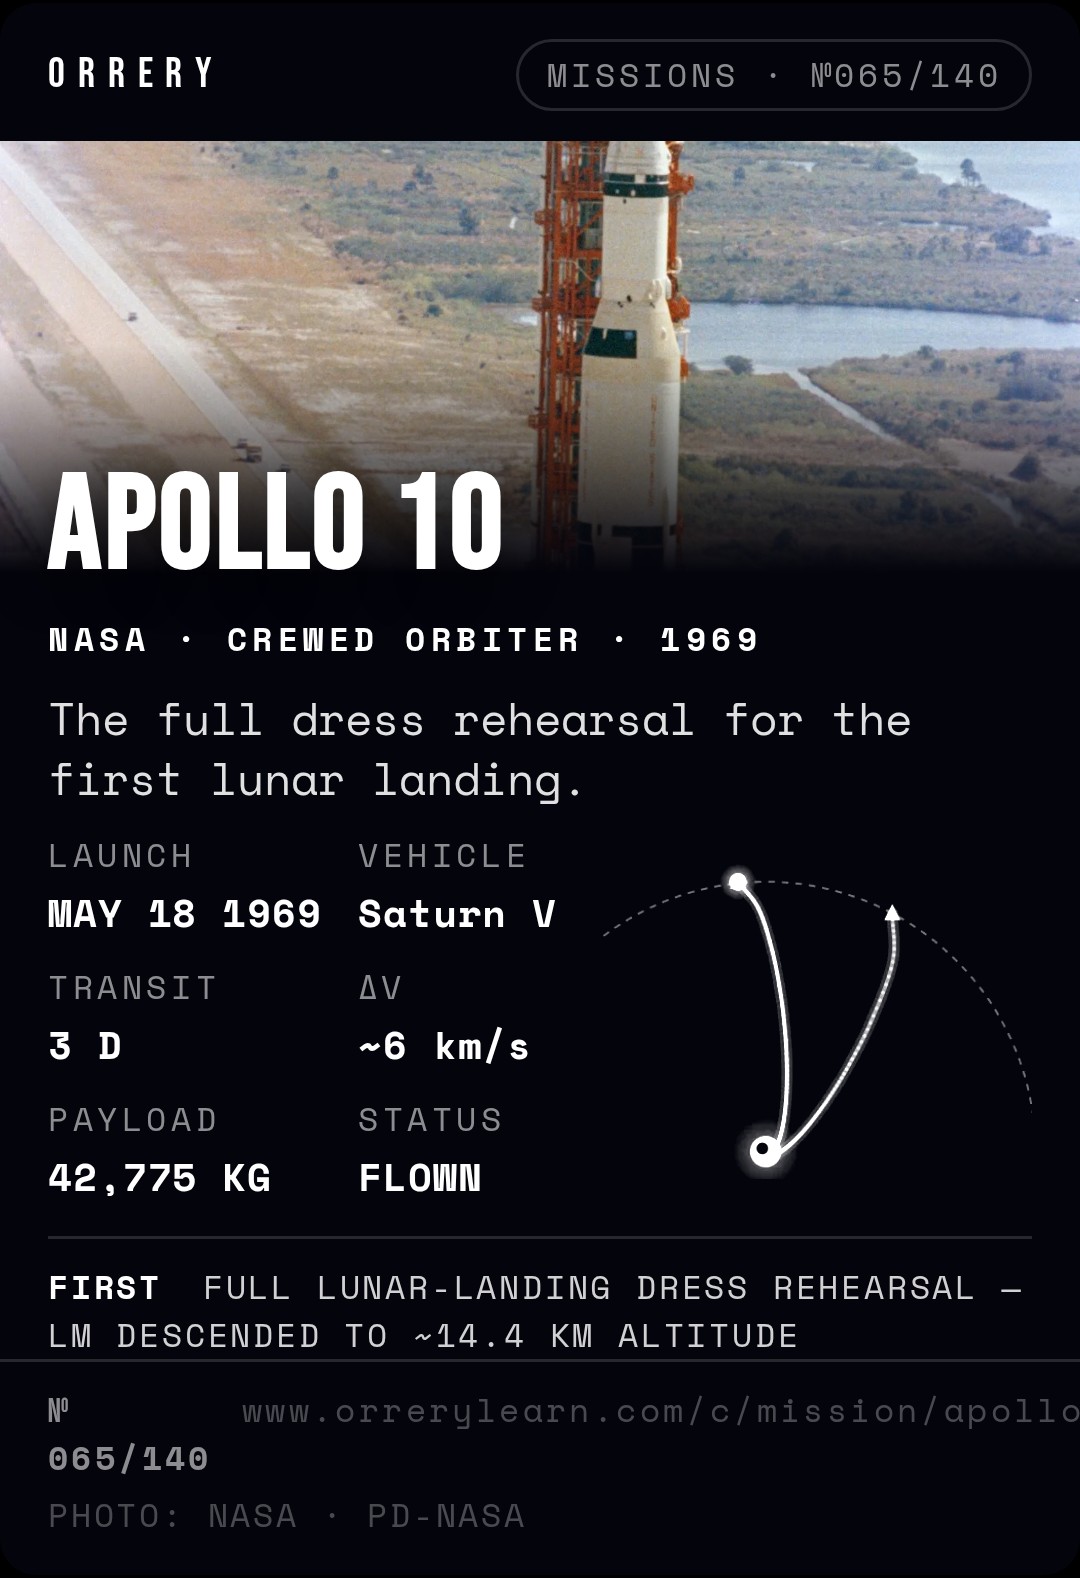 ORRERY
MISSIONS · №065/140
APOLLO 10
NASA · CREWED ORBITER · 1969
The full dress rehearsal for the
first lunar landing.
LAUNCH VEHICLE
MAY 18 1969 Saturn V
TRANSIT ΔV
3 D ~6 km/s
PAYLOAD STATUS
42,775 KG FLOWN
FIRST FULL LUNAR-LANDING DRESS REHEARSAL —
LM DESCENDED TO ~14.4 KM ALTITUDE
№ www.orrerylearn.com/c/mission/apollo
065/140
PHOTO: NASA · PD-NASA